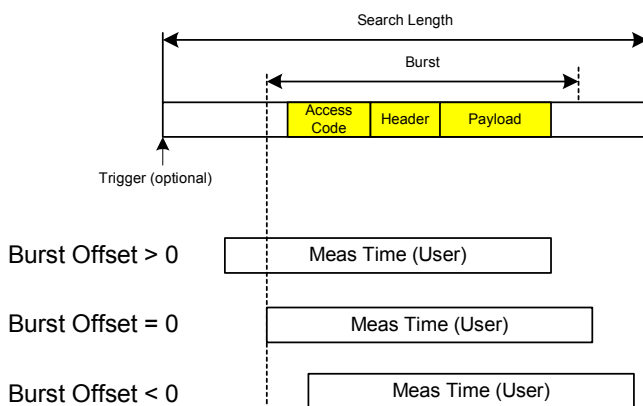 Search Length
Burst
Access
Code
Header
Payload
Trigger (optional)
Burst Offset > 0
Meas Time (User)
Burst Offset = 0
Meas Time (User)
Burst Offset < 0
Meas Time (User)